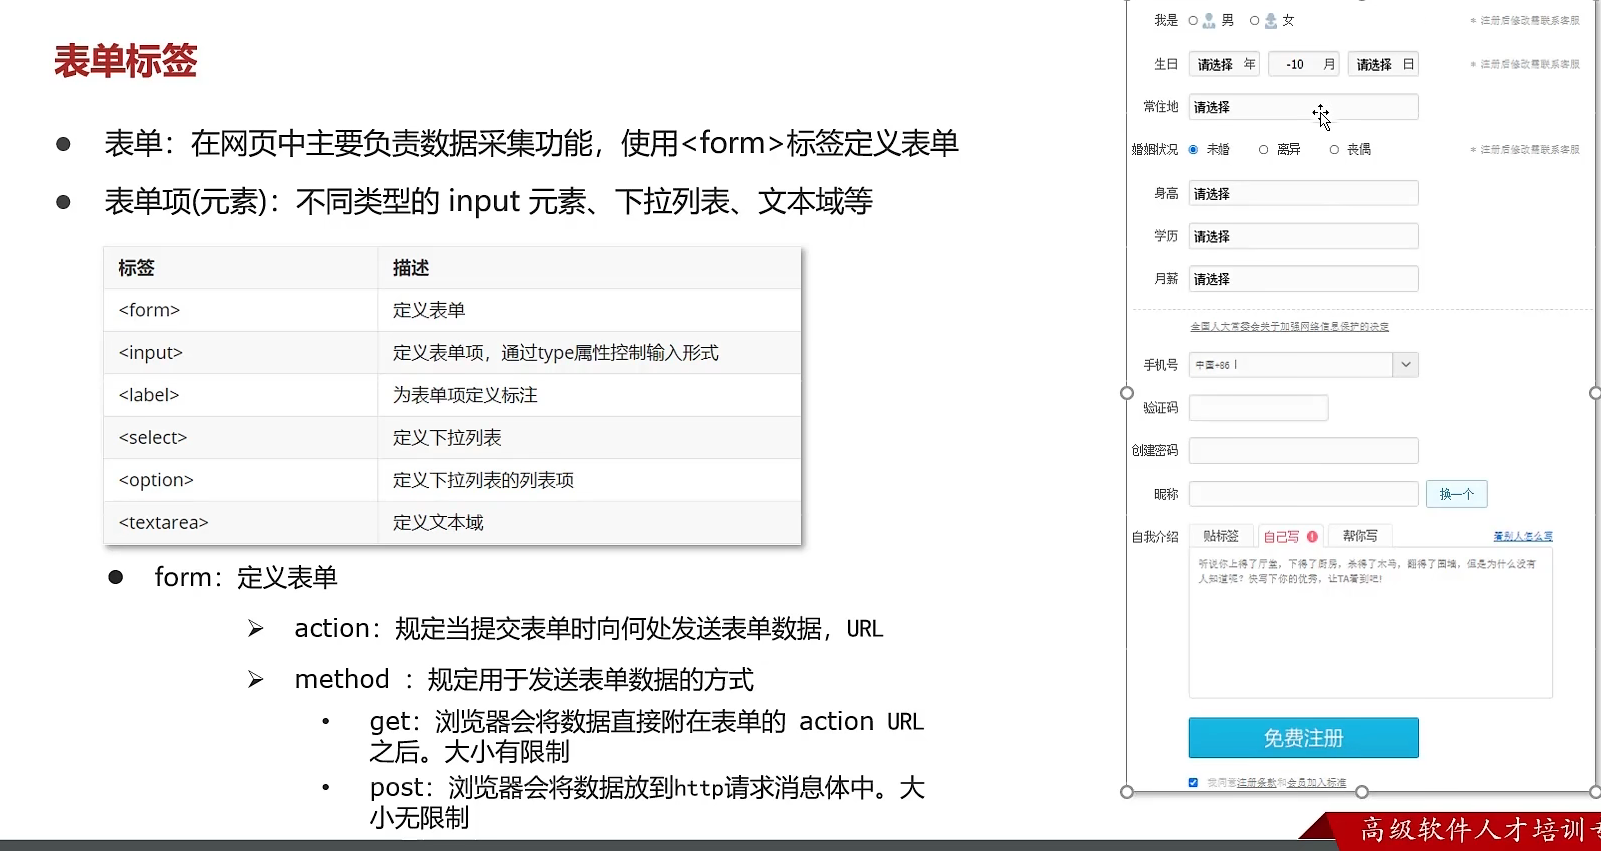 表单标签
表单：在网页中主要负责数据采集功能，使用<form>标签定义表单
表单项(元素)：不同类型的 input 元素、下拉列表、文本域等
标签 描述
<form> 定义表单
<input> 定义表单项，通过type属性控制输入形式
<label> 为表单项定义标注
<select> 定义下拉列表
<option> 定义下拉列表的列表项
<textarea> 定义文本域
form：定义表单
action：规定当提交表单时向何处发送表单数据，URL
method ：规定用于发送表单数据的方式
get：浏览器会将数据直接附在表单的 action URL
之后。大小有限制
post：浏览器会将数据放到http请求消息体中。大
小无限制
我是 男 女 * 注册后修改需联系客服
生日 请选择 年 -10 月 请选择 日 * 注册后修改需联系客服
常住地 请选择
婚姻状况 未婚 离异 丧偶 * 注册后修改需联系客服
身高 请选择
学历 请选择
月薪 请选择
全国人大常委会关于加强网络信息保护的决定
手机号 中国+86
验证码
创建密码
昵称 换一个
自我介绍 贴标签 自己写 帮你写 看别人怎么写
听说你上得了厅堂，下得了厨房，杀得了木马，翻得了围墙，但是为什么没有
人知道呢？快写下你的优秀，让TA看到吧!
免费注册
我同意注册条款和会员加入标准
高级软件人才培训